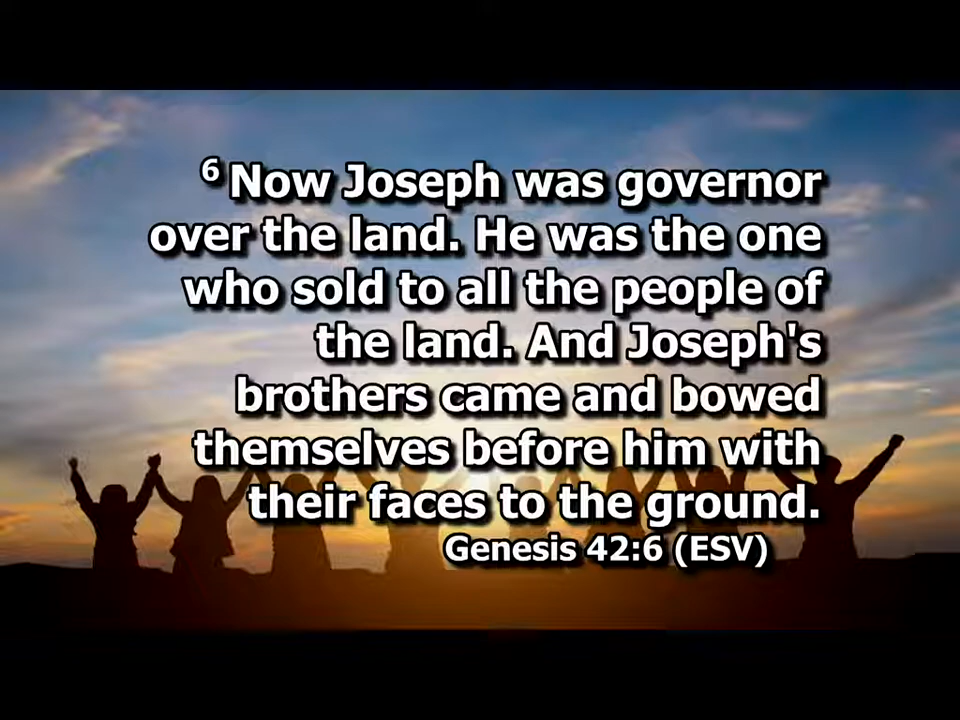 6 Now Joseph was governor
over the land. He was the one
who sold to all the people of
the land. And Joseph's
brothers came and bowed
themselves before him with
their faces to the ground.
Genesis 42:6 (ESV)